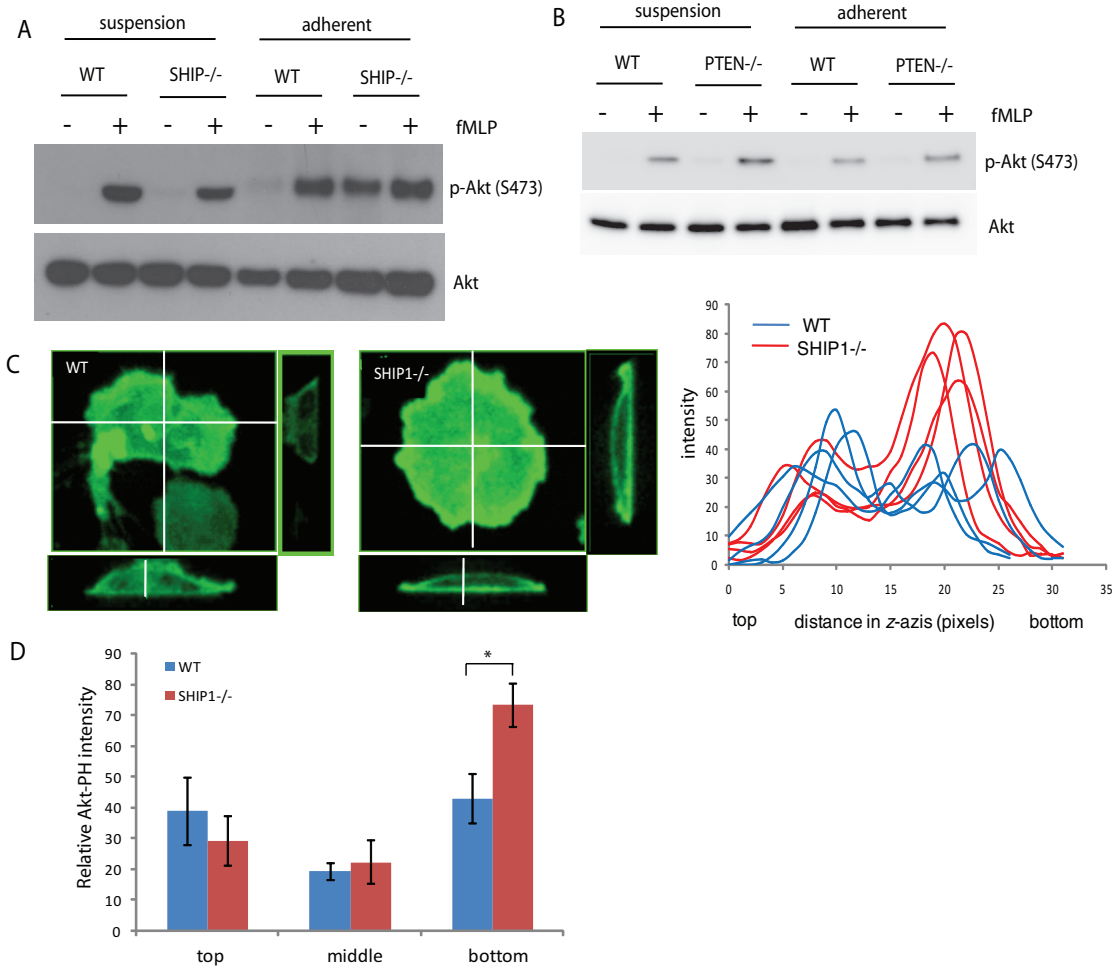 A
suspension
adherent
WT
SHIP-/-
WT
SHIP-/-
-
+
-
+
-
+
-
+
fMLP
p-Akt (S473)
Akt
B
suspension
adherent
WT
PTEN-/-
WT
PTEN-/-
-
+
-
+
-
+
-
+
fMLP
p-Akt (S473)
Akt
C
WT
SHIP1-/-
90
80
70
60
50
40
30
20
10
0
intensity
WT
SHIP1-/-
0
5
10
15
20
25
30
35
top
distance in z-azis (pixels)
bottom
D
90
80
70
60
50
40
30
20
10
0
Relative Akt-PH intensity
WT
SHIP1-/-
*
top
middle
bottom